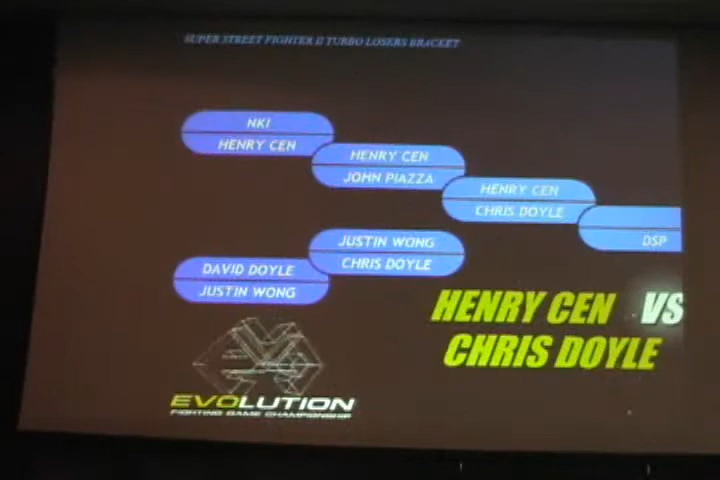 SUPER STREET FIGHTER II TURBO LOSERS BRACKET
NKI
HENRY CEN
HENRY CEN
JOHN PIAZZA
HENRY CEN
CHRIS DOYLE
DSP
JUSTIN WONG
CHRIS DOYLE
DAVID DOYLE
JUSTIN WONG
HENRY CEN VS
CHRIS DOYLE
EVOLUTION
FIGHTING GAME CHAMPIONSHIP